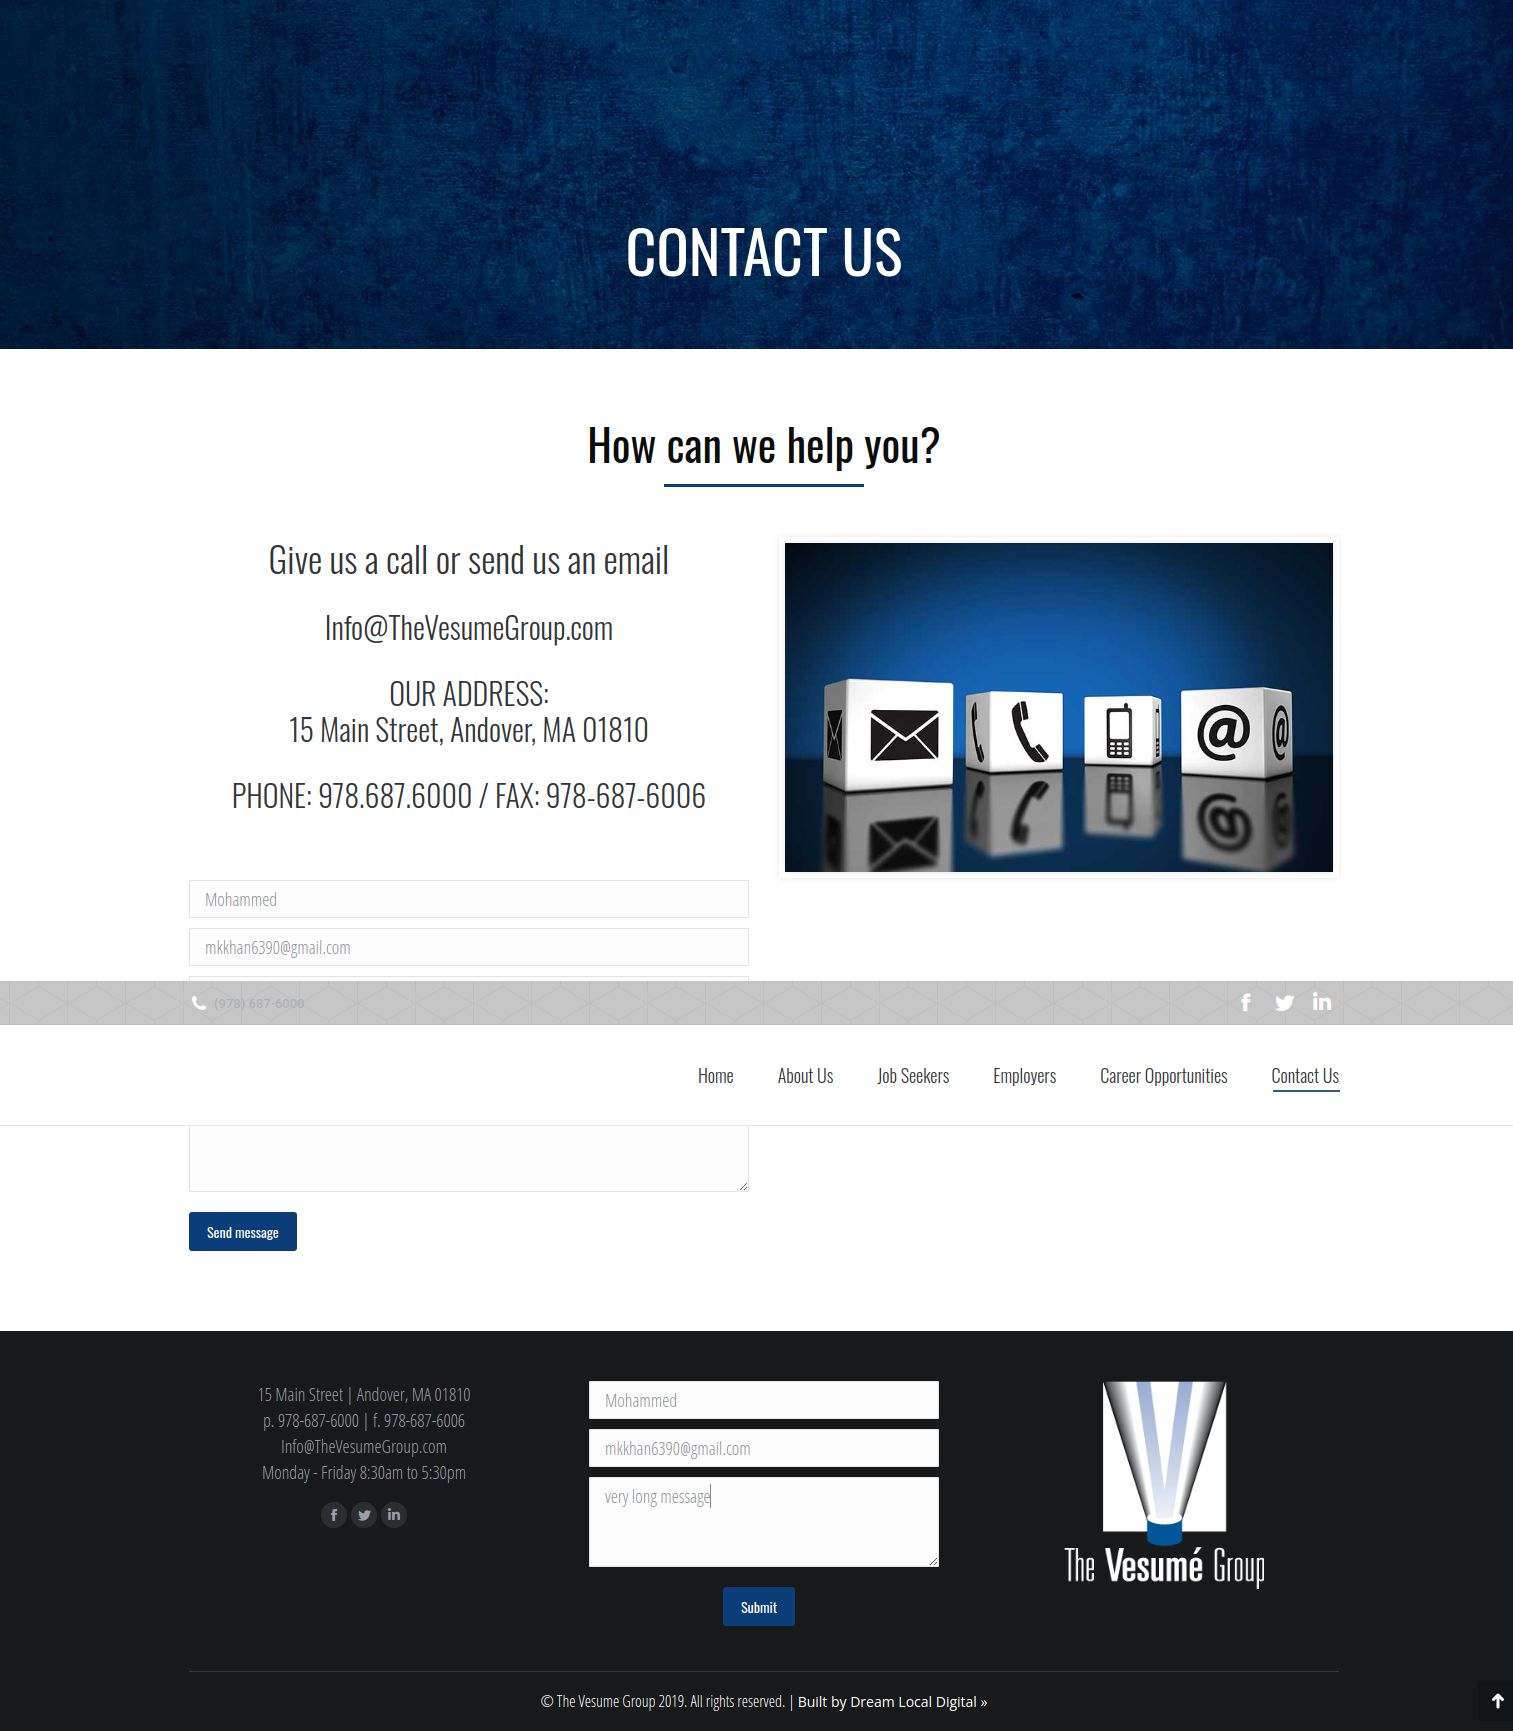 CONTACT US
How can we help you?
Give us a call or send us an email
Info@TheVesumeGroup.com
OUR ADDRESS:
15 Main Street, Andover, MA 01810
PHONE: 978.687.6000 / FAX: 978-687-6006
@ @
Mohammed
mkkhan6390@gmail.com
(978) 687-6000
Home About Us Job Seekers Employers Career Opportunities Contact Us
Send message
15 Main Street | Andover, MA 01810
p. 978-687-6000 | f. 978-687-6006
Info@TheVesumeGroup.com
Monday - Friday 8:30am to 5:30pm
Mohammed
mkkhan6390@gmail.com
very long message
Submit
The Vesumé Group
© The Vesume Group 2019. All rights reserved. | Built by Dream Local Digital »